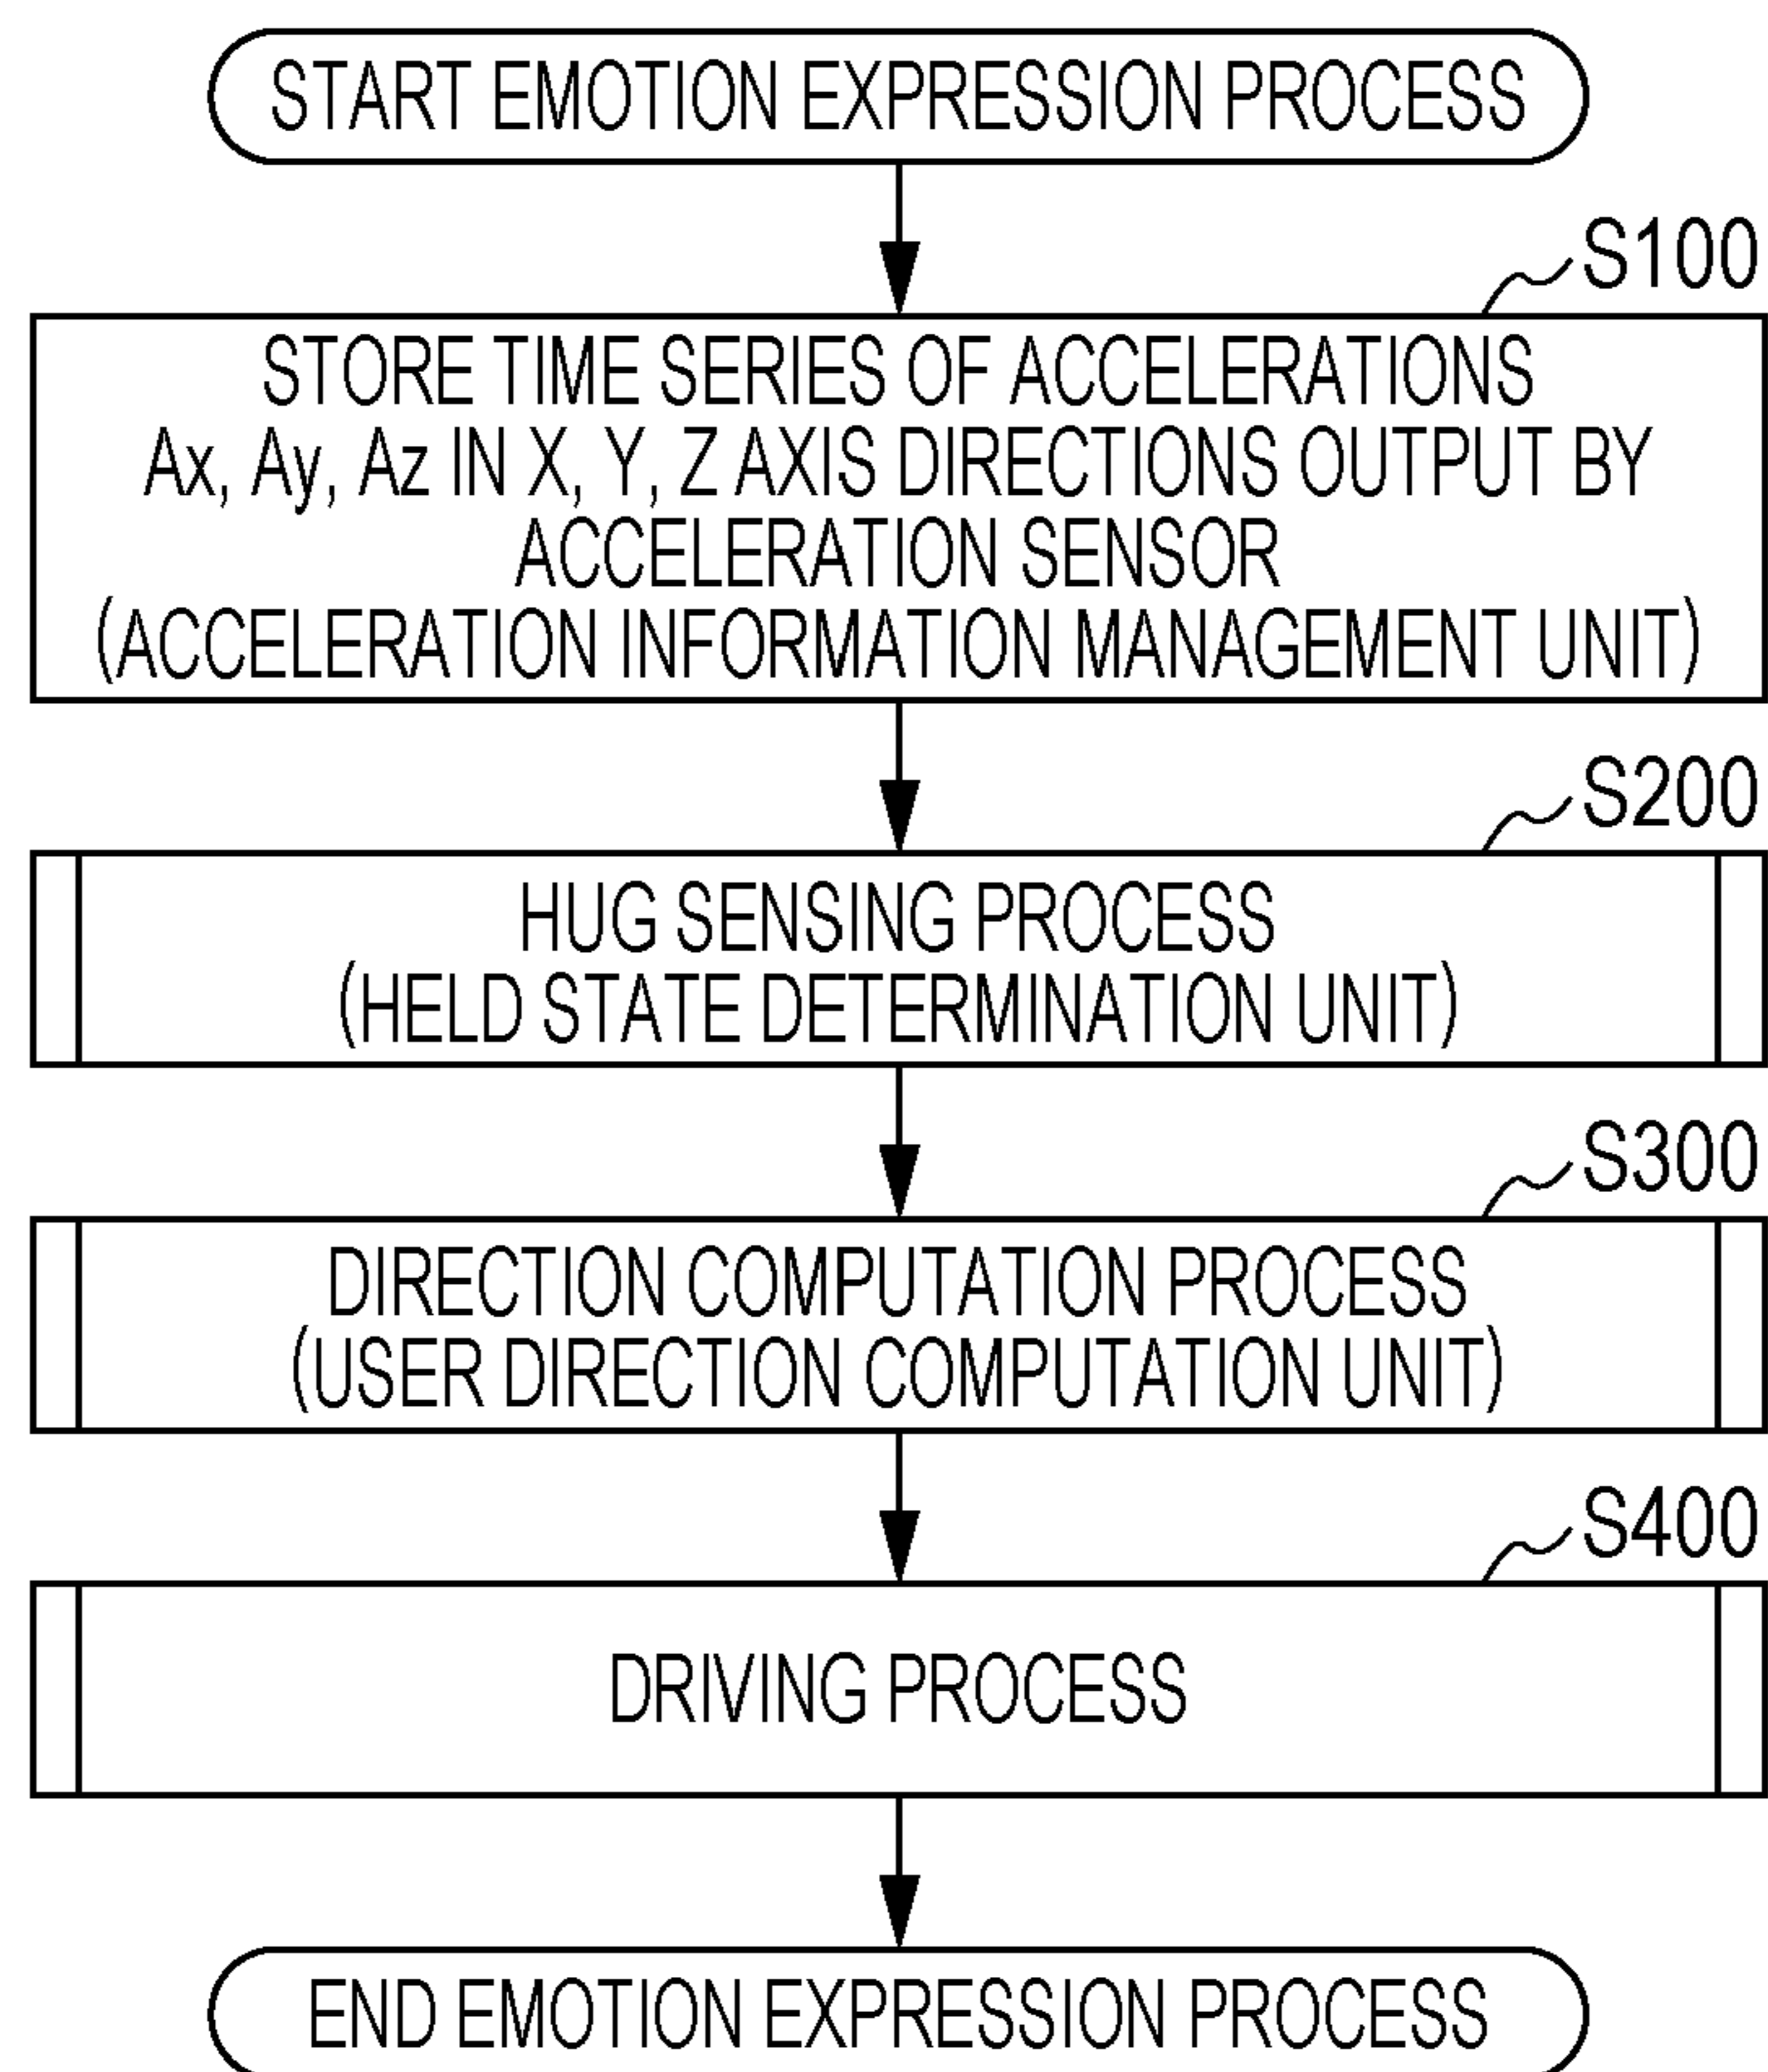 START EMOTION EXPRESSION PROCESS
S100
STORE TIME SERIES OF ACCELERATIONS
Ax, Ay, Az IN X, Y, Z AXIS DIRECTIONS OUTPUT BY
ACCELERATION SENSOR
(ACCELERATION INFORMATION MANAGEMENT UNIT)
S200
HUG SENSING PROCESS
(HELD STATE DETERMINATION UNIT)
S300
DIRECTION COMPUTATION PROCESS
(USER DIRECTION COMPUTATION UNIT)
S400
DRIVING PROCESS
END EMOTION EXPRESSION PROCESS